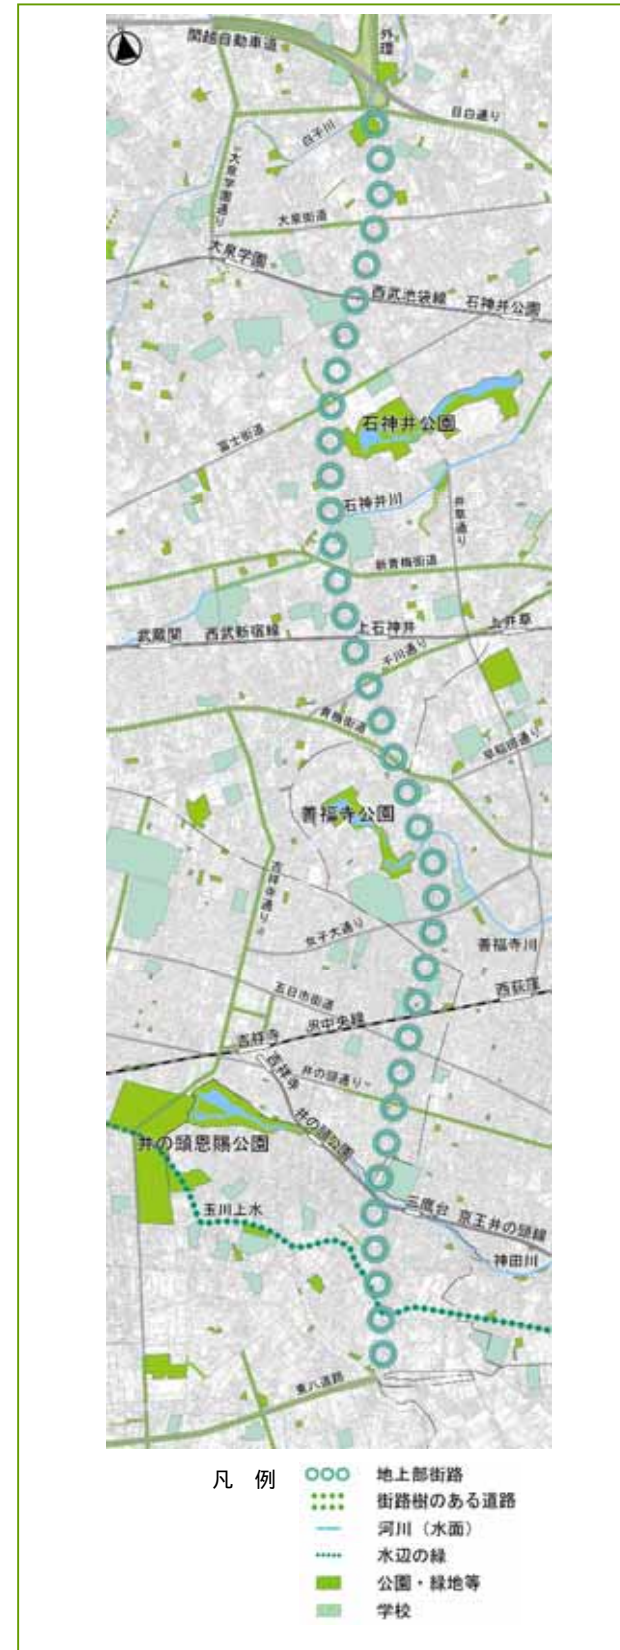 関越自動車道
外環
目白通り
白子川
大泉学園通り
大泉街道
大泉学園
西武池袋線
石神井公園
石神井公園
富士街道
石神井川
井草通り
新青梅街道
武蔵関
西武新宿線
上石神井
上井草
千川通り
青梅街道
早稲田通り
善福寺公園
吉祥寺通り
女子大通り
善福寺川
五日市街道
西荻窪
JR中央線
吉祥寺
吉祥寺
井の頭通り
井の頭公園
井の頭恩賜公園
三鷹台
京王井の頭線
玉川上水
神田川
東八道路
凡 例
地上部街路
街路樹のある道路
河川(水面)
水辺の緑
公園・緑地等
学校